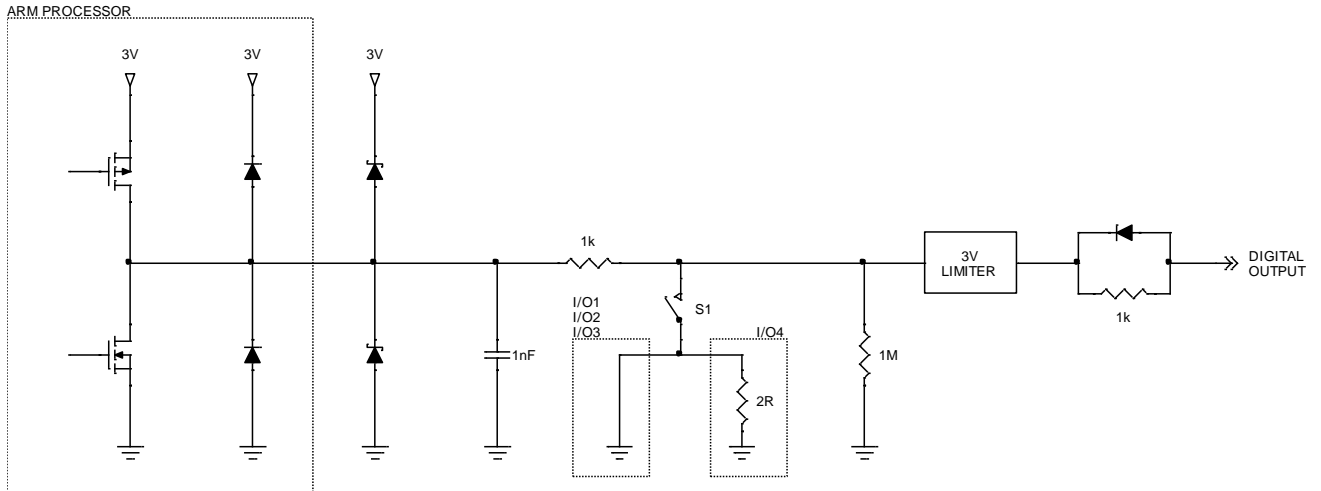 ARM PROCESSOR
3V
3V
3V
1k
3V
LIMITER
DIGITAL
OUTPUT
I/O1
I/O2
I/O3
S1
I/O4
1k
1nF
1M
2R